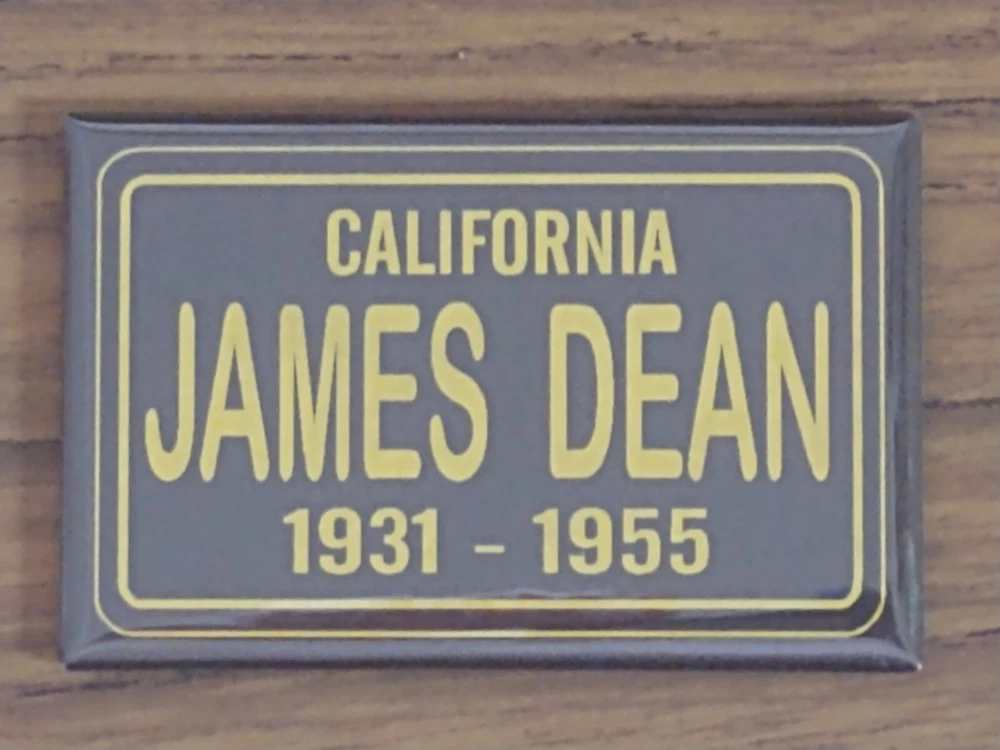 CALIFORNIA
JAMES DEAN
1931 - 1955